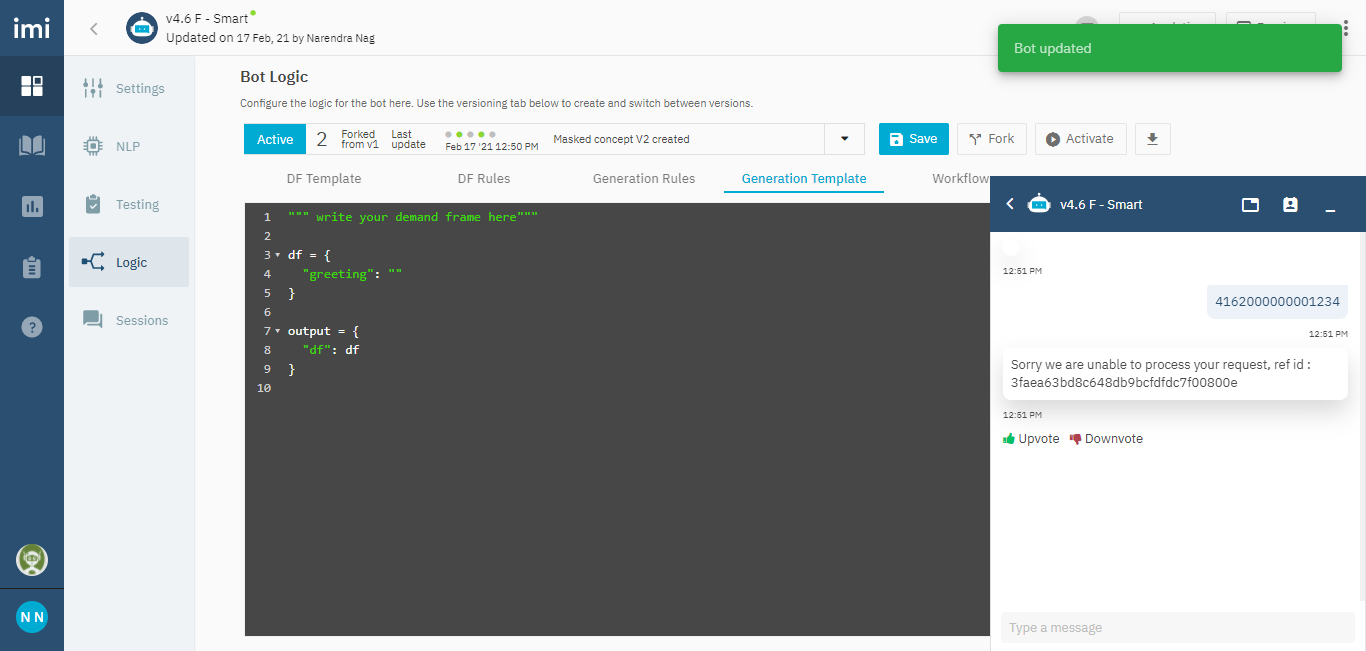 imi
v4.6 F - Smart
Updated on 17 Feb, 21 by Narendra Nag
Bot updated
Settings
NLP
Testing
Logic
Sessions
N N
Bot Logic
Configure the logic for the bot here. Use the versioning tab below to create and switch between versions.
Active
2
Forked
from v1
Last
update
Feb 17 '21 12:50 PM
Masked concept V2 created
Save
Fork
Activate
DF Template
DF Rules
Generation Rules
Generation Template
Workflow
1 """ write your demand frame here"""
2
3 df = {
4 "greeting": ""
5 }
6
7 output = {
8 "df": df
9 }
10
v4.6 F - Smart
12:51 PM
4162000000001234
12:51 PM
Sorry we are unable to process your request, ref id :
3faea63bd8c648db9bcfdfdc7f00800e
12:51 PM
Upvote Downvote
Type a message